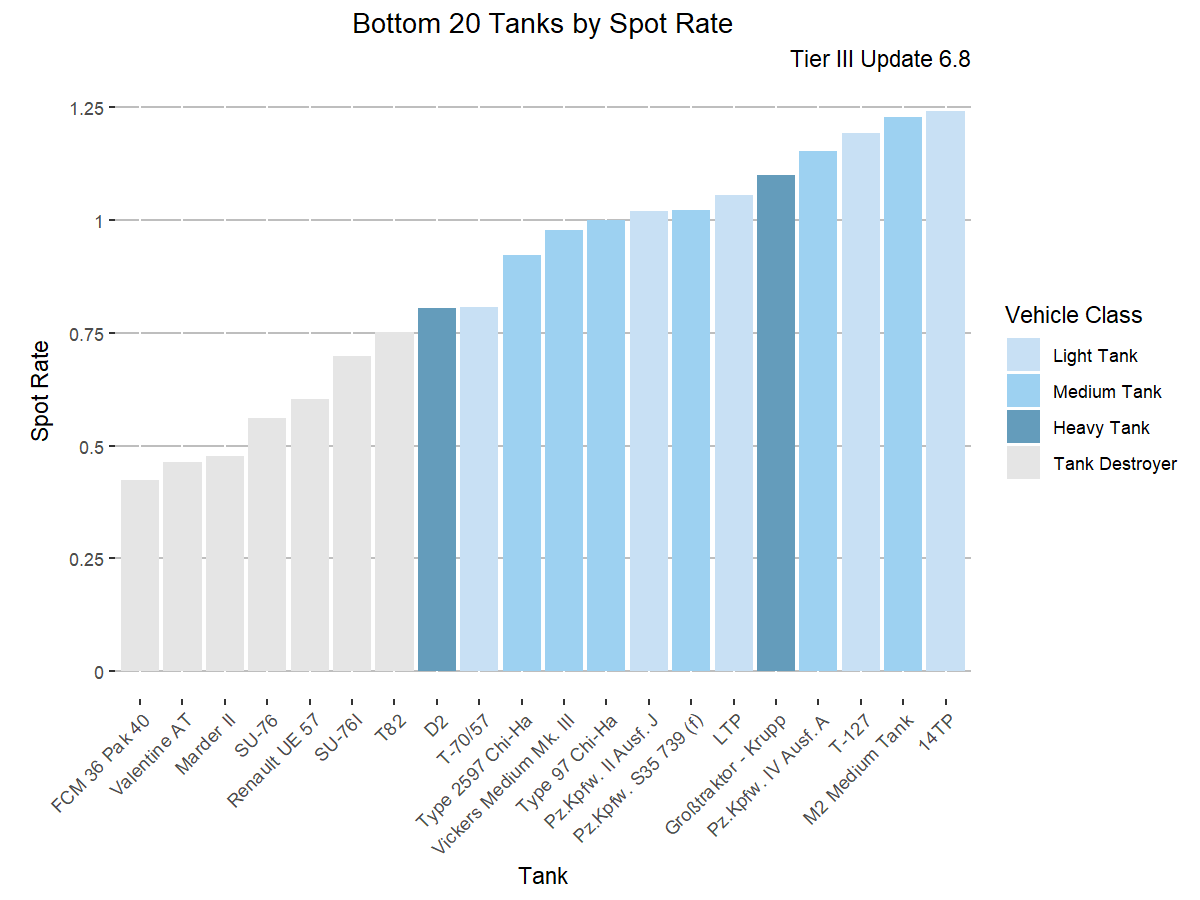 Bottom 20 Tanks by Spot Rate
Tier III Update 6.8
Spot Rate
1.25
1
0.75
0.5
0.25
0
FCM 36 Pak 40
Valentine AT
Marder II
SU-76
Renault UE 57
SU-76I
T82
D2
T-70/57
Type 2597 Chi-Ha
Vickers Medium Mk. III
Type 97 Chi-Ha
Pz.Kpfw. II Ausf. J
Pz.Kpfw. S35 739 (f)
LTP
Großtraktor - Krupp
Pz.Kpfw. IV Ausf. A
T-127
M2 Medium Tank
14TP
Tank
Vehicle Class
Light Tank
Medium Tank
Heavy Tank
Tank Destroyer